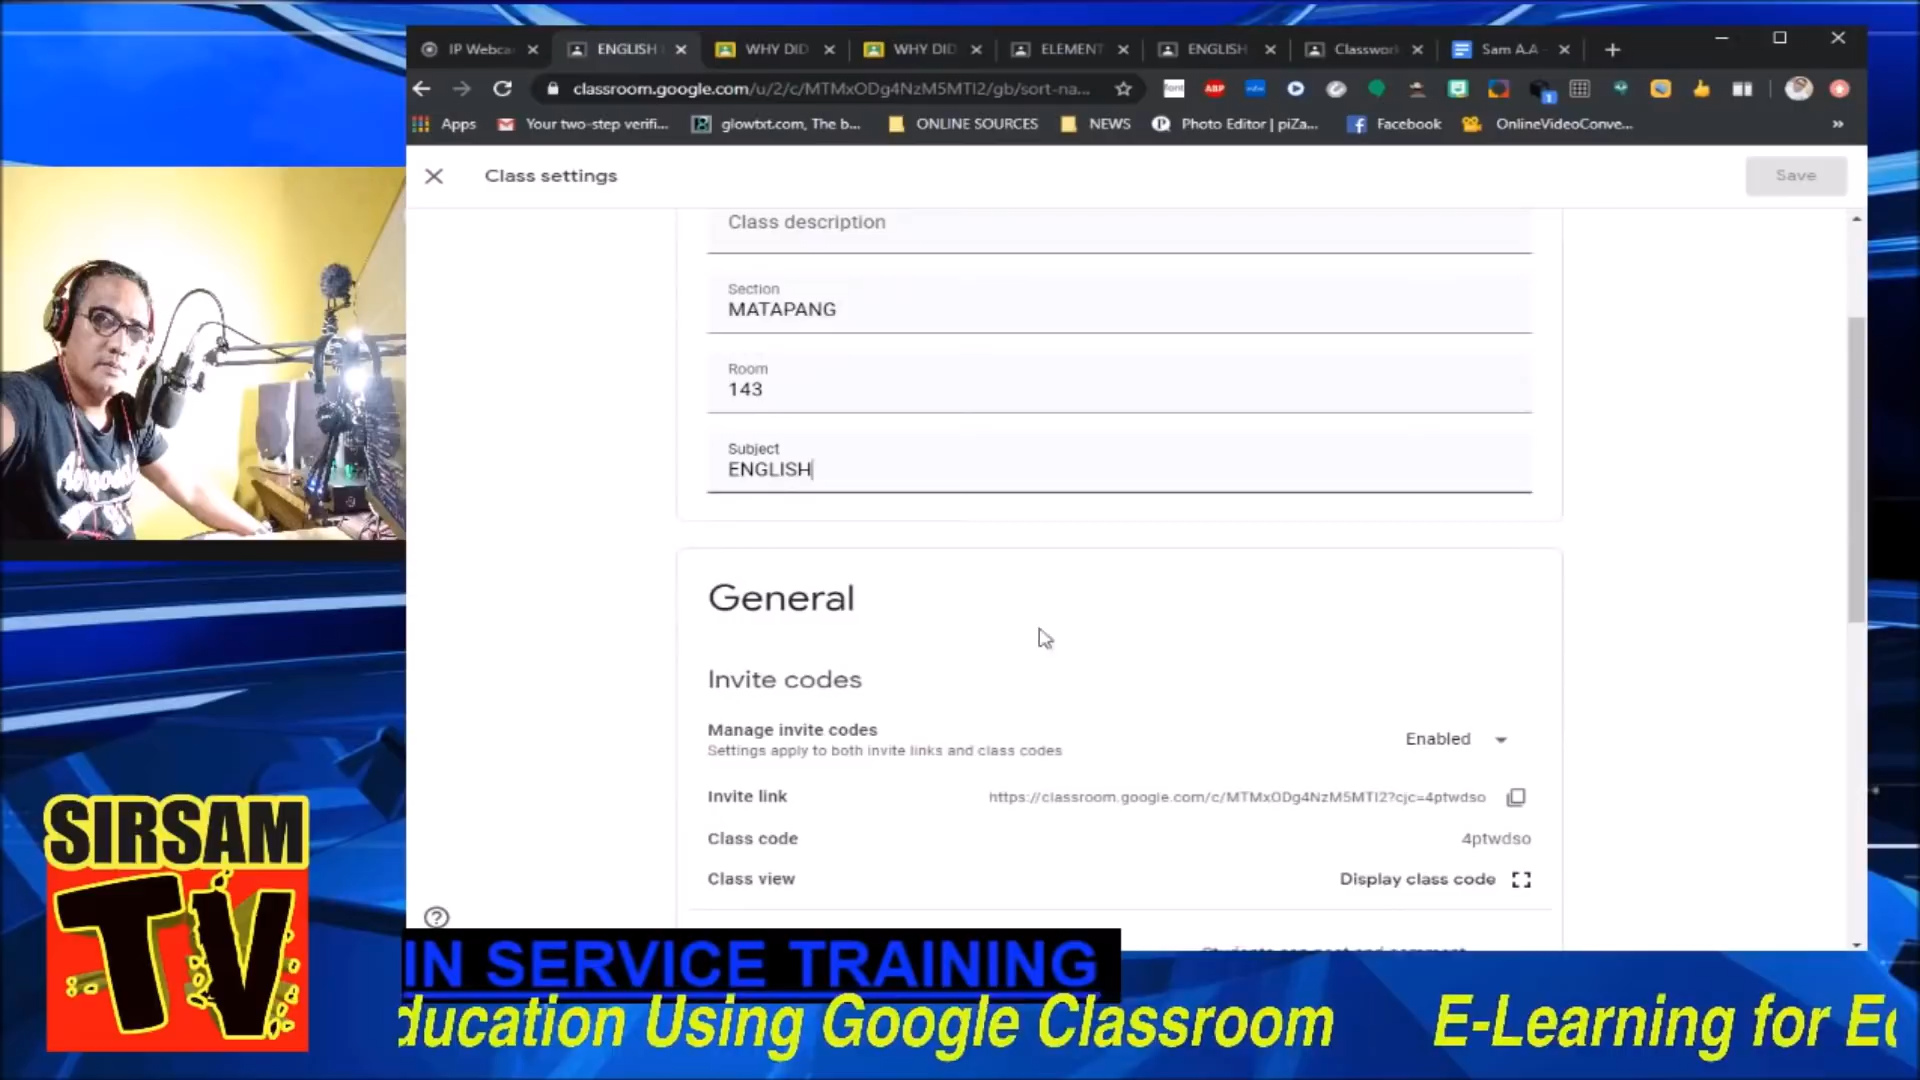 IP Webca
ENGLISH
WHY DID
WHY DID
ELEMENT
ENGLISH
Classwor
Sam A.A
classroom.google.com/u/2/c/MTMxODg4NzM5MTI2/gb/sort-na...
ABP
Apps
Your two-step verifi...
glowtxt.com, The b...
ONLINE SOURCES
NEWS
Photo Editor | piZa...
Facebook
OnlineVideoConve...
»
Class settings
Save
Class description
Section
MATAPANG
Room
143
Subject
ENGLISH
General
Invite codes
Manage invite codes
Settings apply to both invite links and class codes
Enabled
Invite link
https://classroom.google.com/c/MTMxODg4NzM5MTI2?cjc=4ptwdso
Class code
4ptwdso
Class view
Display class code
SIRSAM
TV
IN SERVICE TRAINING
ducation Using Google Classroom
E-Learning for Ed